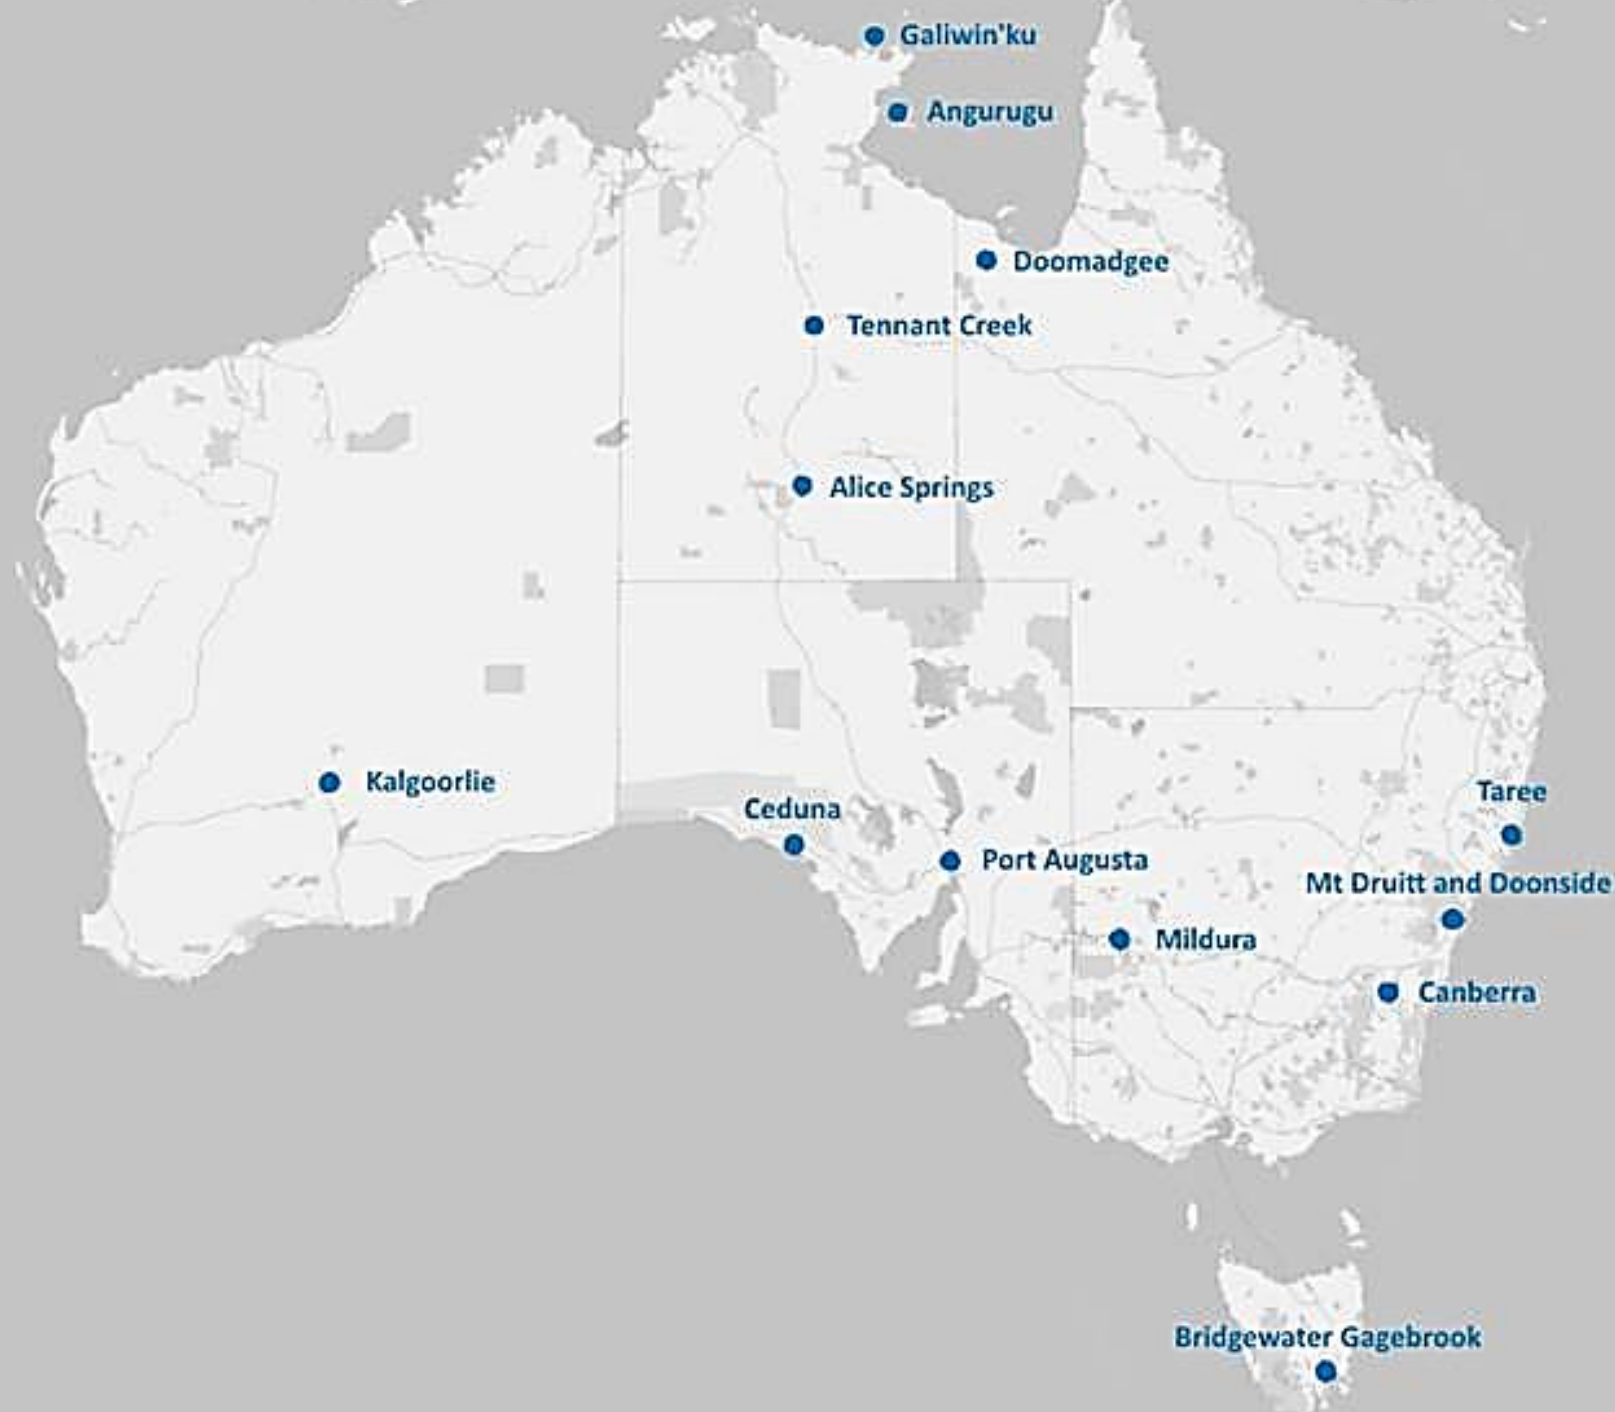 Galiwin'ku
Angurugu
Doomadgee
Tennant Creek
Alice Springs
Kalgoorlie
Taree
Ceduna
Port Augusta
Mt Druitt and Doonside
Mildura
Canberra
Bridgewater Gagebrook